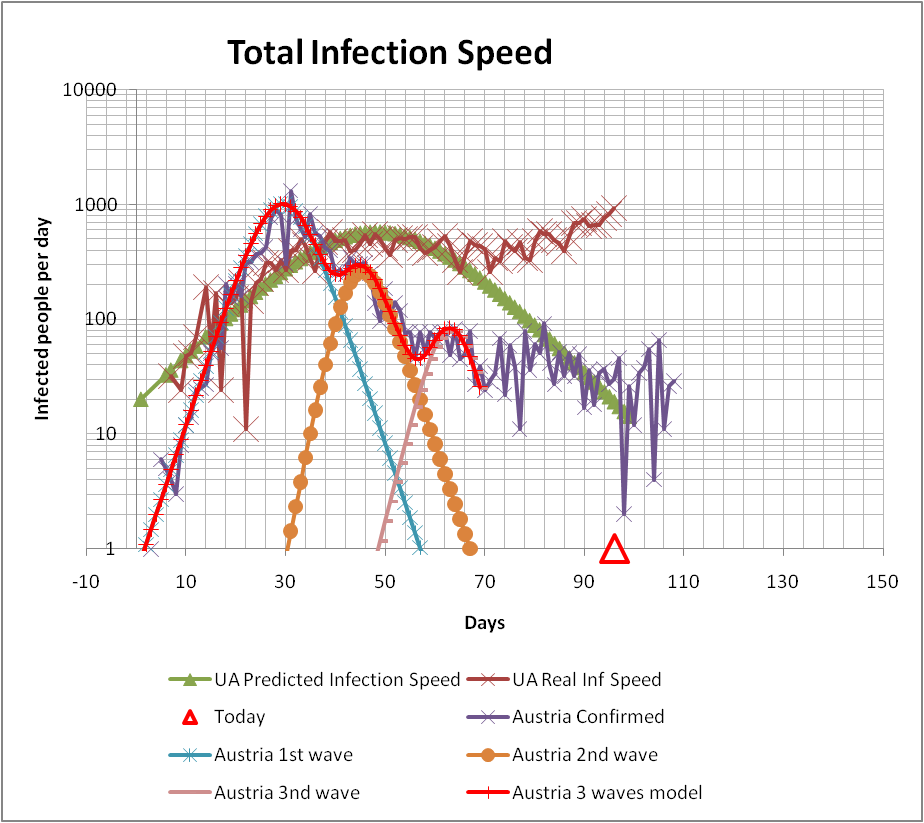 Total Infection Speed
10000
1000
100
10
1
Infected people per day
-10 10 30 50 70 90 110 130 150
Days
UA Predicted Infection Speed UA Real Inf Speed
Today Austria Confirmed
Austria 1st wave Austria 2nd wave
Austria 3nd wave Austria 3 waves model